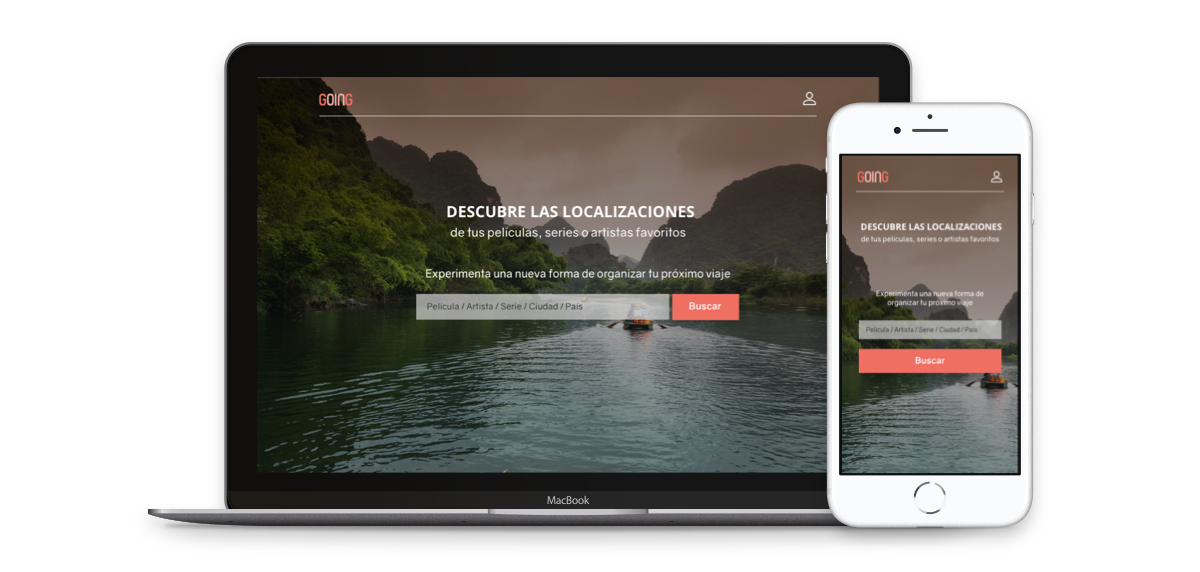 GOING
DESCUBRE LAS LOCALIZACIONES
de tus películas, series o artistas favoritos
Experimenta una nueva forma de organizar tu próximo viaje
Película / Artista / Serie / Ciudad / País
Buscar
MacBook
GOING
DESCUBRE LAS LOCALIZACIONES
de tus películas, series o artistas favoritos
Experimenta una nueva forma de
organizar tu próximo viaje
Película / Artista / Serie / Ciudad / País
Buscar